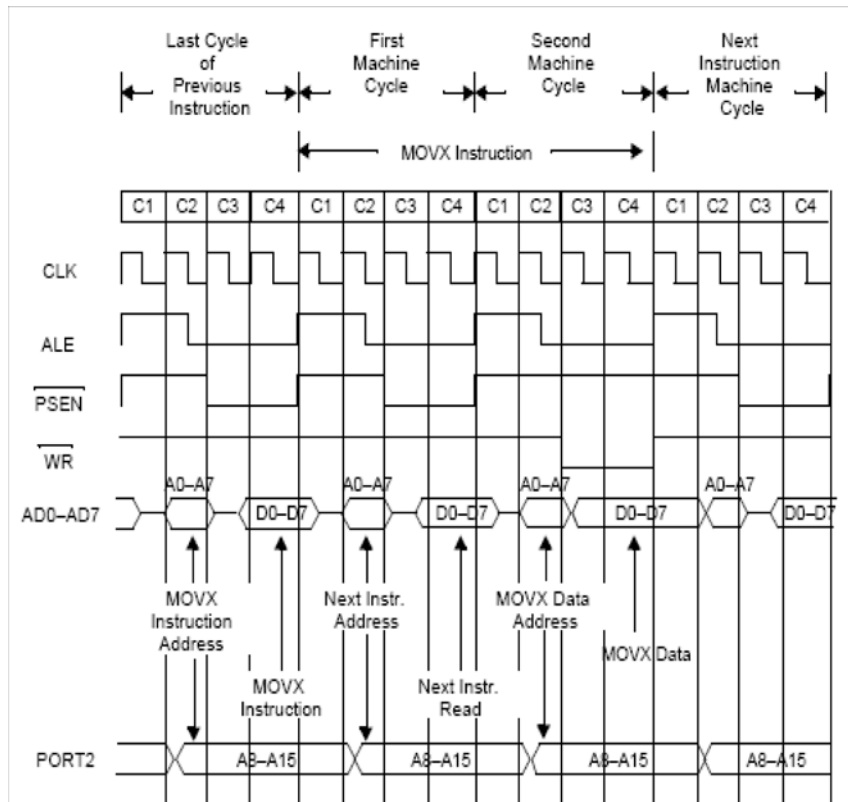 Last Cycle of Previous Instruction
First Machine Cycle
Second Machine Cycle
Next Instruction Machine Cycle
MOVX Instruction
C1 C2 C3 C4 C1 C2 C3 C4 C1 C2 C3 C4 C1 C2 C3 C4
CLK
ALE
PSEN
WR
A0–A7 A0–A7 A0–A7 A0–A7
AD0–AD7 D0–D7 D0–D7 D0–D7 D0–D7
MOVX Instruction Address
Next Instr. Address
MOVX Data Address
MOVX Data
MOVX Instruction
Next Instr. Read
PORT2 A8–A15 A8–A15 A8–A15 A8–A15